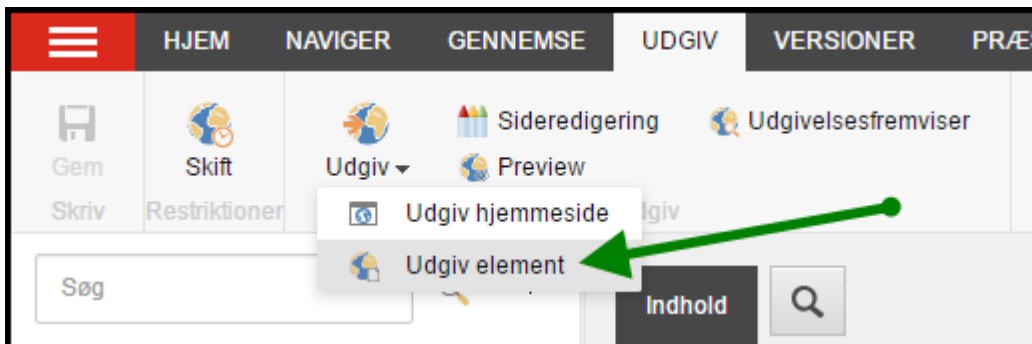 HJEM NAVIGER GENNEMSE UDGIV VERSIONER
Sideredigering Udgivelsesfremviser
Gem Skift Udgiv Preview
Skriv Restriktioner
Udgiv hjemmeside
Udgiv element
Søg
Indhold